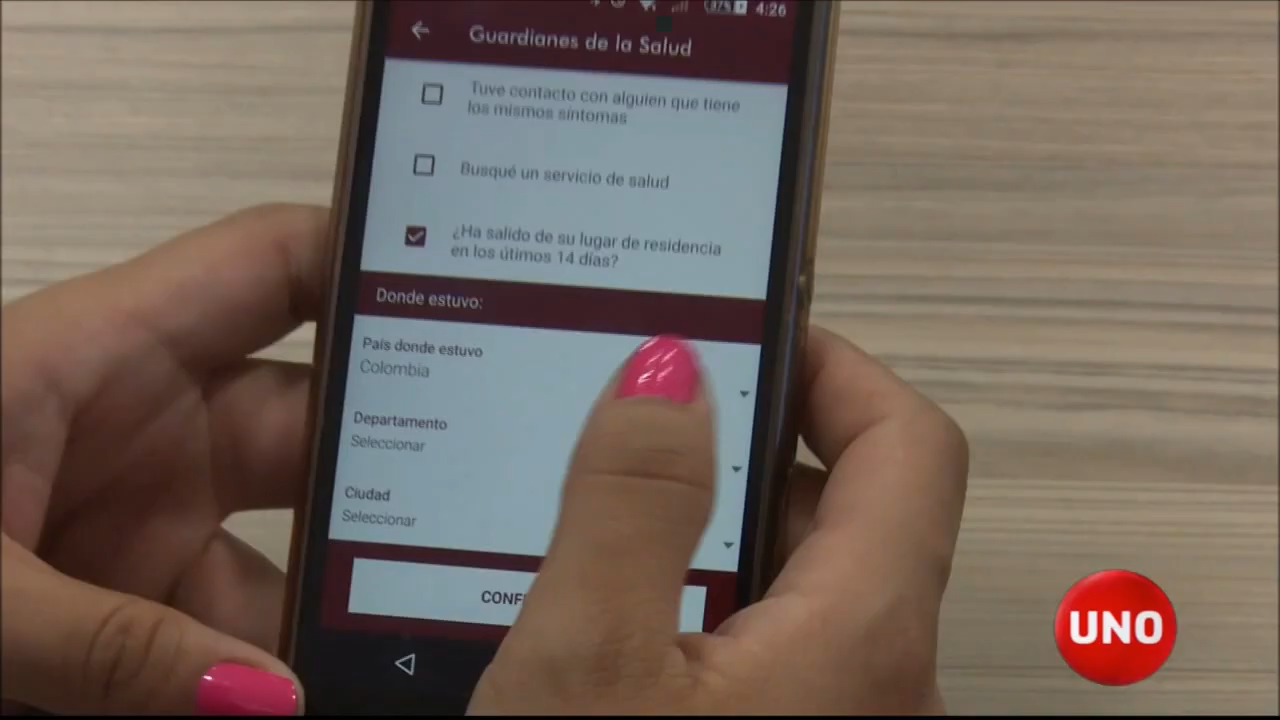 37%
4:26
Guardianes de la Salud
Tuve contacto con alguien que tiene
los mismos síntomas
Busqué un servicio de salud
¿Ha salido de su lugar de residencia
en los útimos 14 días?
Donde estuvo:
País donde estuvo
Colombia
Departamento
Seleccionar
Ciudad
Seleccionar
UNO